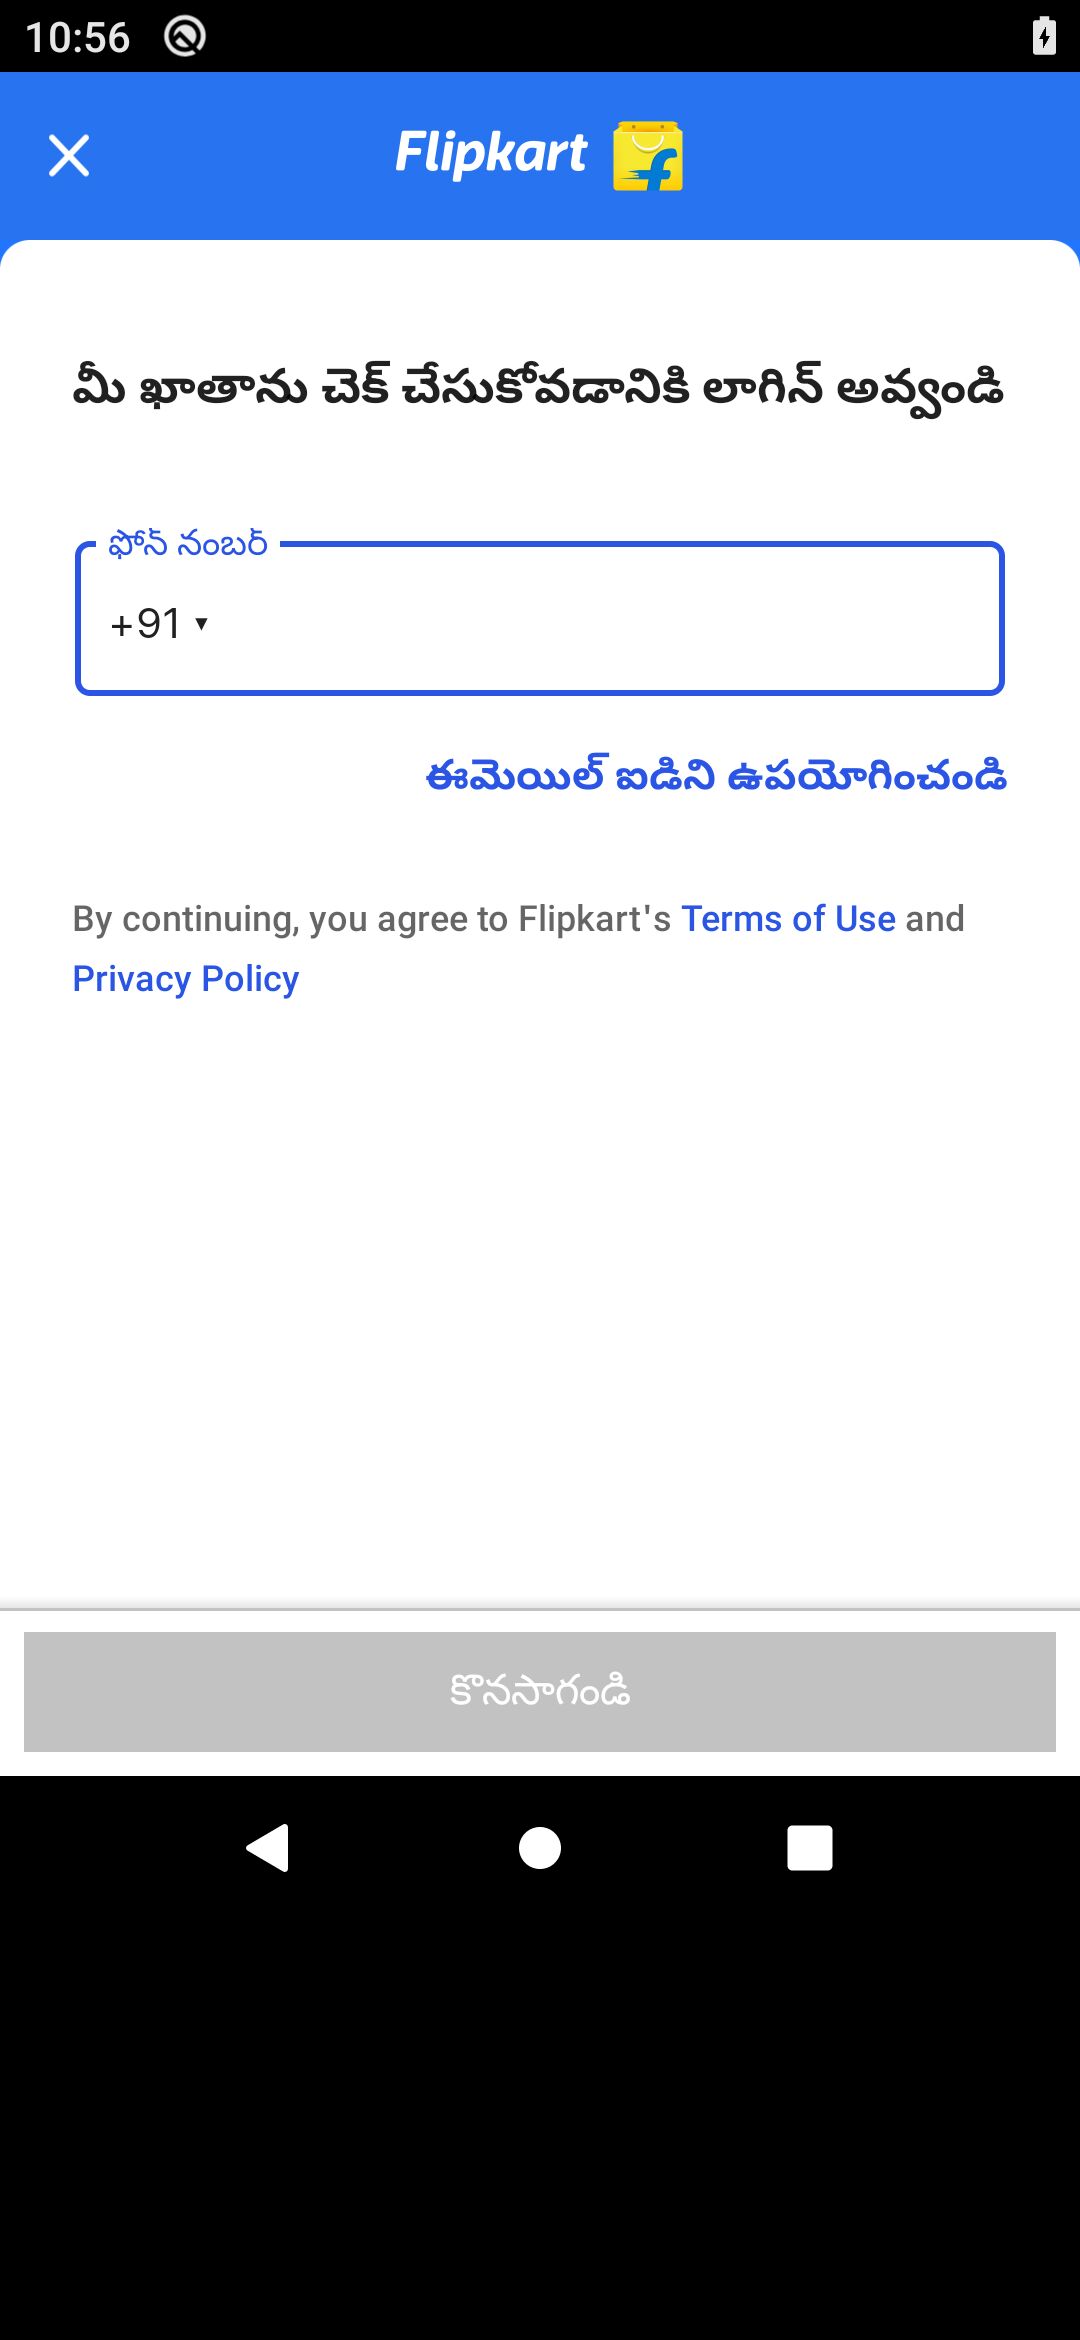 10:56
Flipkart
మీ ఖాతాను చెక్ చేసుకోవడానికి లాగిన్ అవ్వండి
ఫోన్ నంబర్
+91
ఈమెయిల్ ఐడిని ఉపయోగించండి
By continuing, you agree to Flipkart's Terms of Use and
Privacy Policy
కొనసాగండి